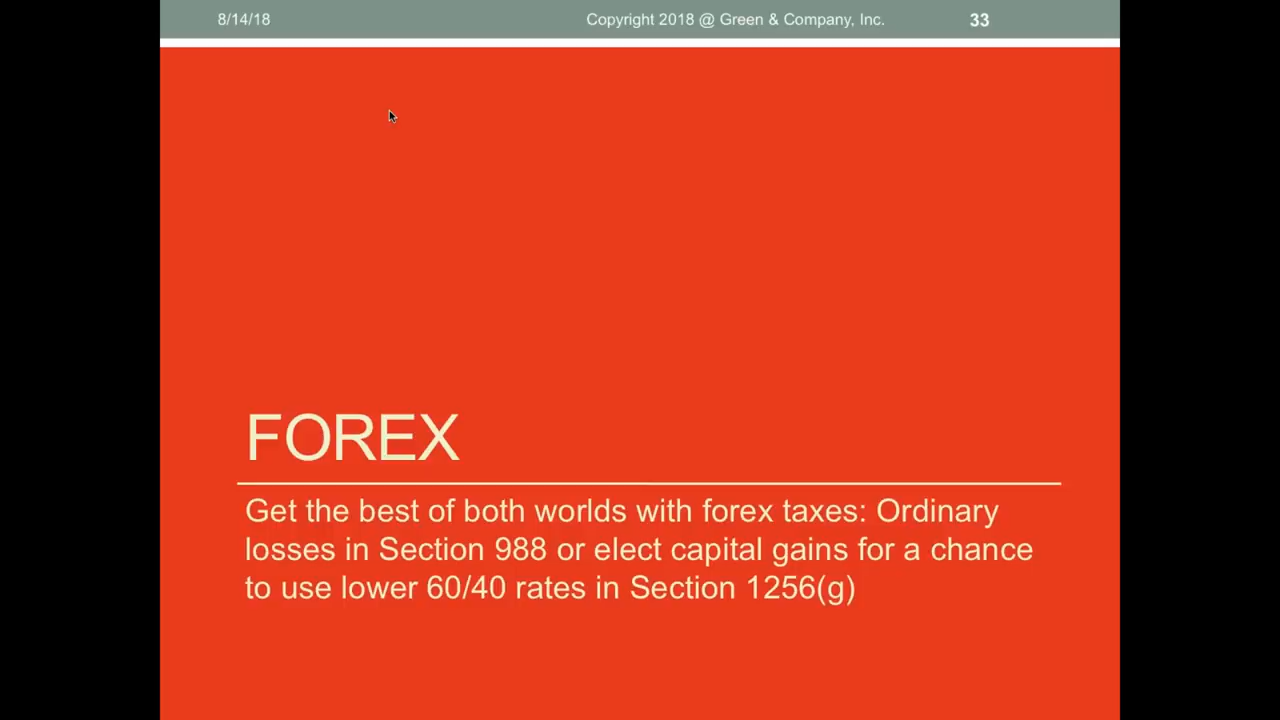 8/14/18 Copyright 2018 @ Green & Company, Inc. 33
FOREX
Get the best of both worlds with forex taxes: Ordinary
losses in Section 988 or elect capital gains for a chance
to use lower 60/40 rates in Section 1256(g)